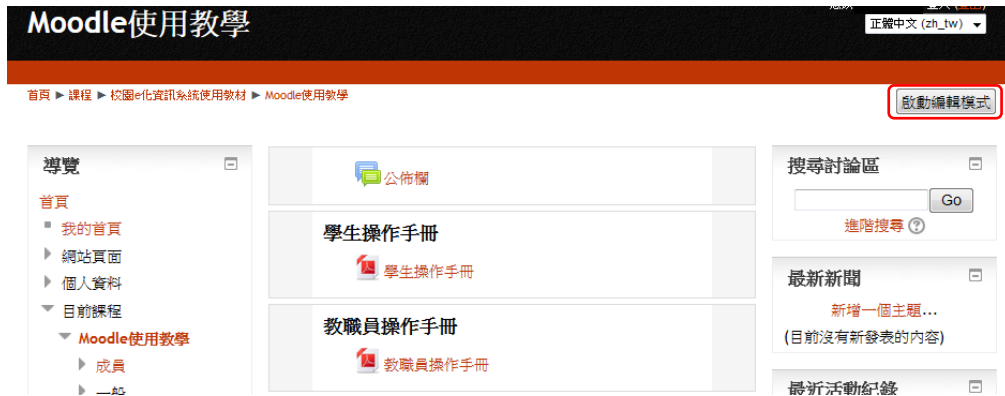 Moodle使用教學
正體中文 (zh_tw)
首頁 ► 課程 ► 校園e化資訊系統使用教材 ► Moodle使用教學
啟動編輯模式
導覽
首頁
我的首頁
網站頁面
個人資料
目前課程
Moodle使用教學
成員
一般
公佈欄
學生操作手冊
學生操作手冊
教職員操作手冊
教職員操作手冊
搜尋討論區
Go
進階搜尋
最新新聞
新增一個主題...
(目前沒有新發表的內容)
最近活動紀錄